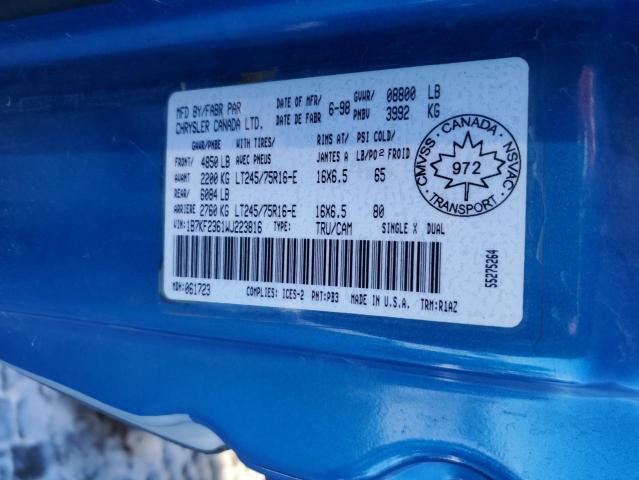 MFD BY/FABR PAR DATE OF MFR/ 6-98 GVWR/ 08800 LB
CHRYSLER CANADA LTD. DATE DE FABR PNBV 3992 KG
GAWR/PNBE WITH TIRES/ RIMS AT/ PSI COLD/
FRONT/ 4850 LB AVEC PNEUS JANTES A LB/PO2 FROID
AVANT 2200 KG LT245/75R16-E 16X6.5 65
REAR/ 6084 LB
ARRIERE 2760 KG LT245/75R16-E 16X6.5 80
VIN: 1B7KF2361WJ223816 TYPE: TRU/CAM SINGLE X DUAL
MDH: 061723 COMPLIES: ICES-2 PNT: PB3 MADE IN U.S.A. TRM: R1AZ
CANADA
CMVSS 972 NSVAC
TRANSPORT
55275264